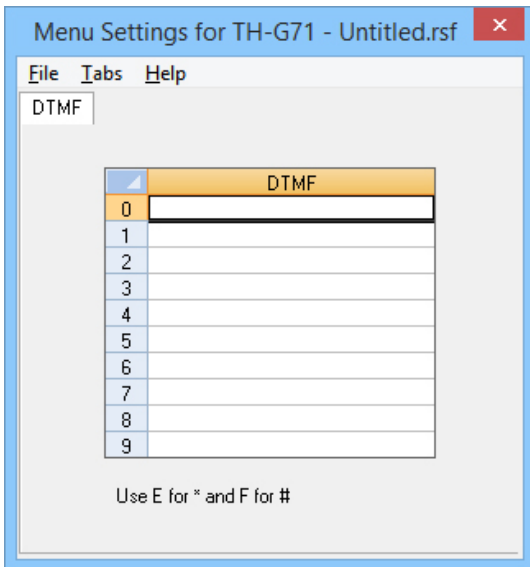 Menu Settings for TH-G71 - Untitled.rsf ×
File Tabs Help
DTMF
DTMF
0
1
2
3
4
5
6
7
8
9
Use E for * and F for #